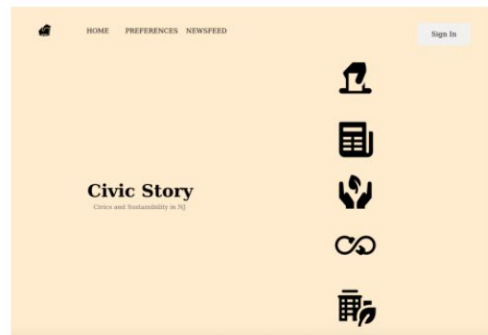 HOME PREFERENCES NEWSFEED Sign In
Civic Story
Civics and Sustainability in NJ